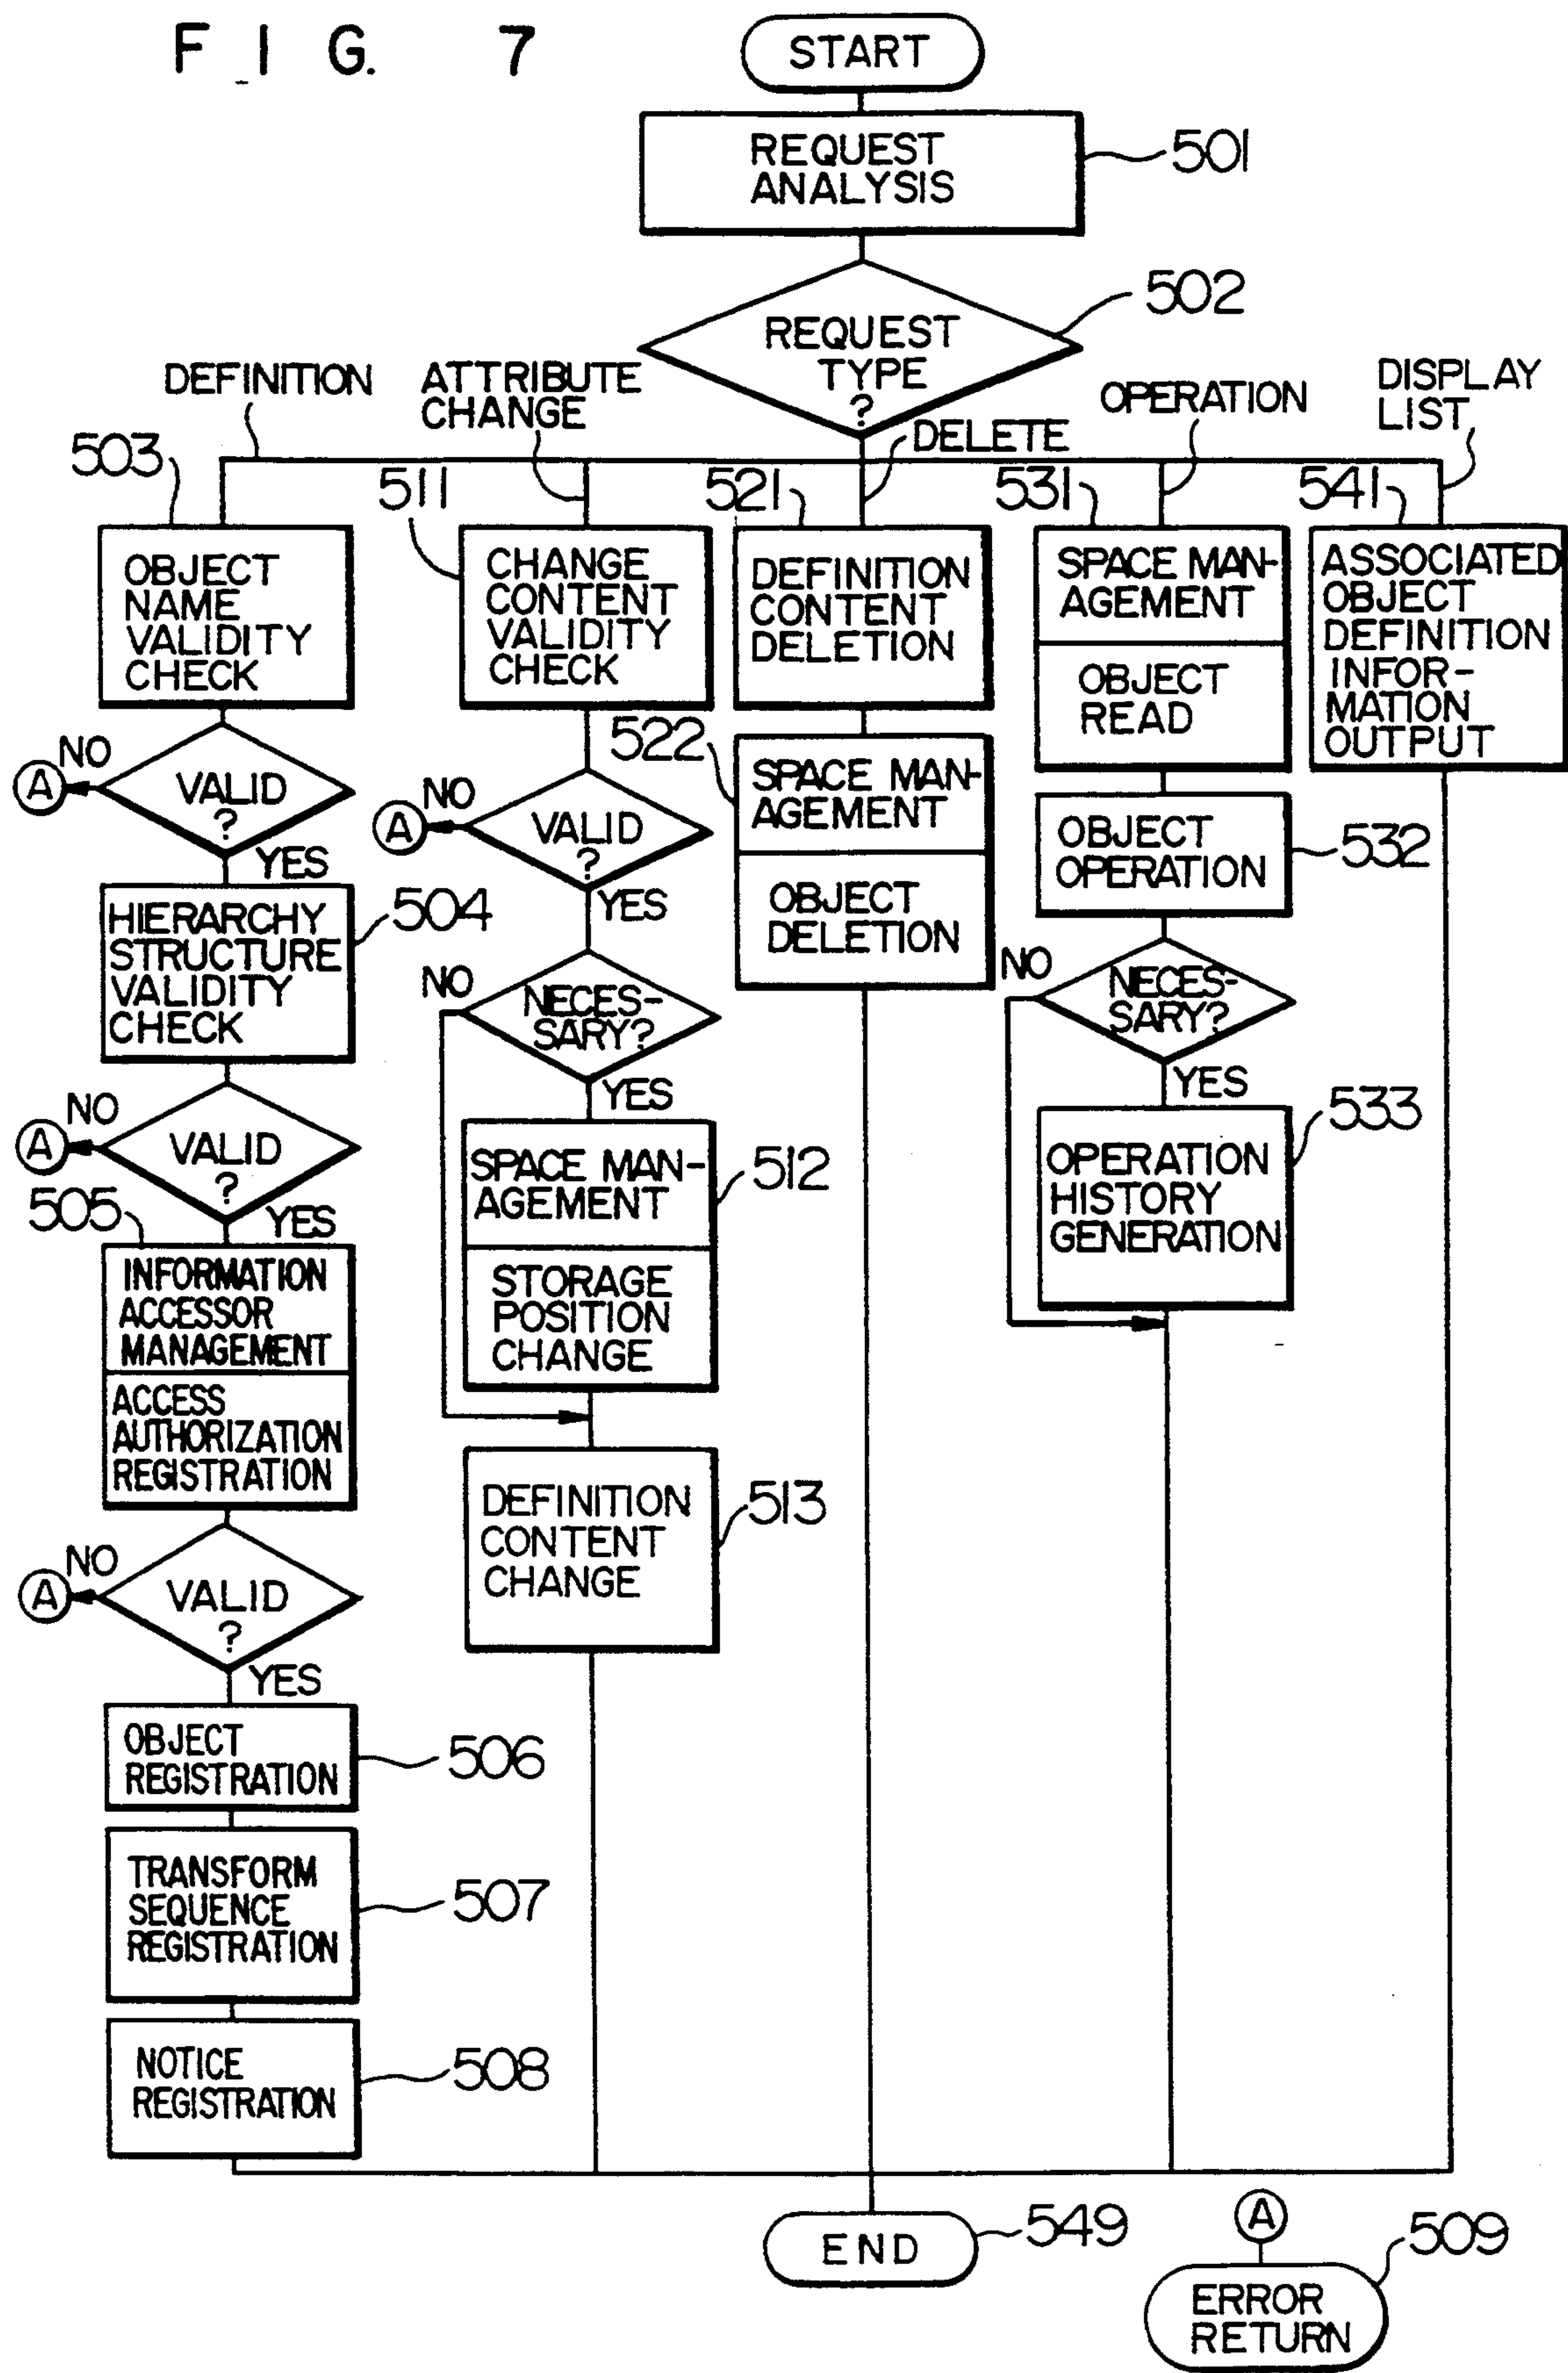 FIG. 7
START
REQUEST
ANALYSIS
501
REQUEST
TYPE
?
502
DEFINITION
ATTRIBUTE
CHANGE
DELETE
OPERATION
DISPLAY
LIST
503
OBJECT
NAME
VALIDITY
CHECK
NO
A
VALID
?
YES
HIERARCHY
STRUCTURE
VALIDITY
CHECK
504
NO
A
VALID
?
YES
505
INFORMATION
ACCESSOR
MANAGEMENT
ACCESS
AUTHORIZATION
REGISTRATION
NO
A
VALID
?
YES
OBJECT
REGISTRATION
506
TRANSFORM
SEQUENCE
REGISTRATION
507
NOTICE
REGISTRATION
508
511
CHANGE
CONTENT
VALIDITY
CHECK
NO
A
VALID
?
YES
NO
NECES-
SARY?
YES
SPACE MAN-
AGEMENT
STORAGE
POSITION
CHANGE
512
DEFINITION
CONTENT
CHANGE
513
521
DEFINITION
CONTENT
DELETION
522
SPACE MAN-
AGEMENT
OBJECT
DELETION
531
SPACE MAN-
AGEMENT
OBJECT
READ
OBJECT
OPERATION
532
NO
NECES-
SARY?
YES
OPERATION
HISTORY
GENERATION
533
541
ASSOCIATED
OBJECT
DEFINITION
INFOR-
MATION
OUTPUT
END
549
A
ERROR
RETURN
509